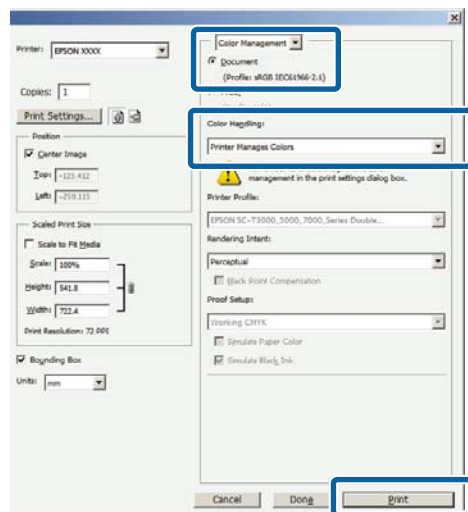 Printer: EPSON XXXX
Copies: 1
Print Settings...
Position
Center Image
Top: -125.412
Left: -259.115
Scaled Print Size
Scale to Fit Media
Scale: 100%
Height: 541.8
Width: 722.4
Print Resolution: 72 PPI
Bounding Box
Units: mm
Color Management
Document
(Profile: sRGB IEC61966-2.1)
Color Handling:
Printer Manages Colors
management in the print settings dialog box.
Printer Profile:
EPSON SC-T3000_5000_7000_Series Double...
Rendering Intent:
Perceptual
Black Point Compensation
Proof Setup:
Working CMYK
Simulate Paper Color
Simulate Black Ink
Cancel
Done
Print